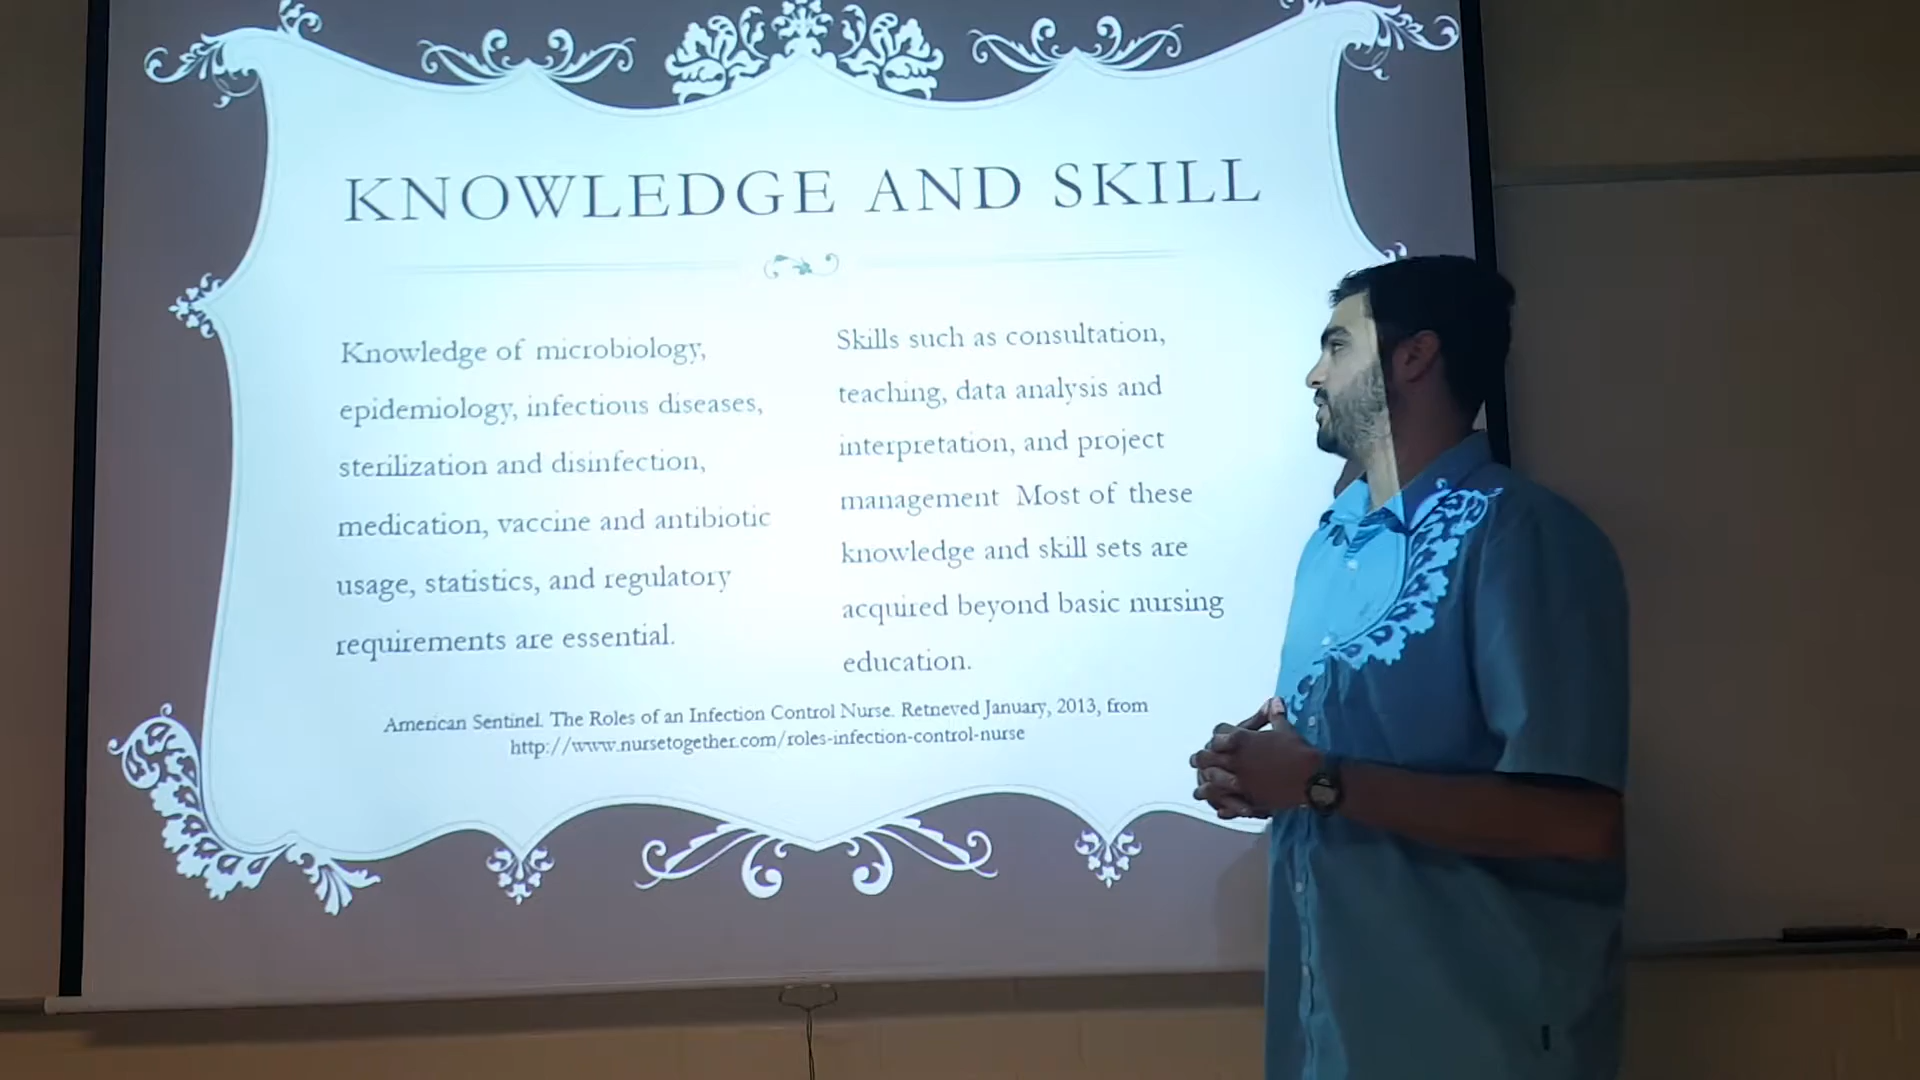 KNOWLEDGE AND SKILL
Knowledge of microbiology,
epidemiology, infectious diseases,
sterilization and disinfection,
medication, vaccine and antibiotic
usage, statistics, and regulatory
requirements are essential.
Skills such as consultation,
teaching, data analysis and
interpretation, and project
management Most of these
knowledge and skill sets are
acquired beyond basic nursing
education.
American Sentinel. The Roles of an Infection Control Nurse. Retrieved January, 2013, from
http://www.nursetogether.com/roles-infection-control-nurse